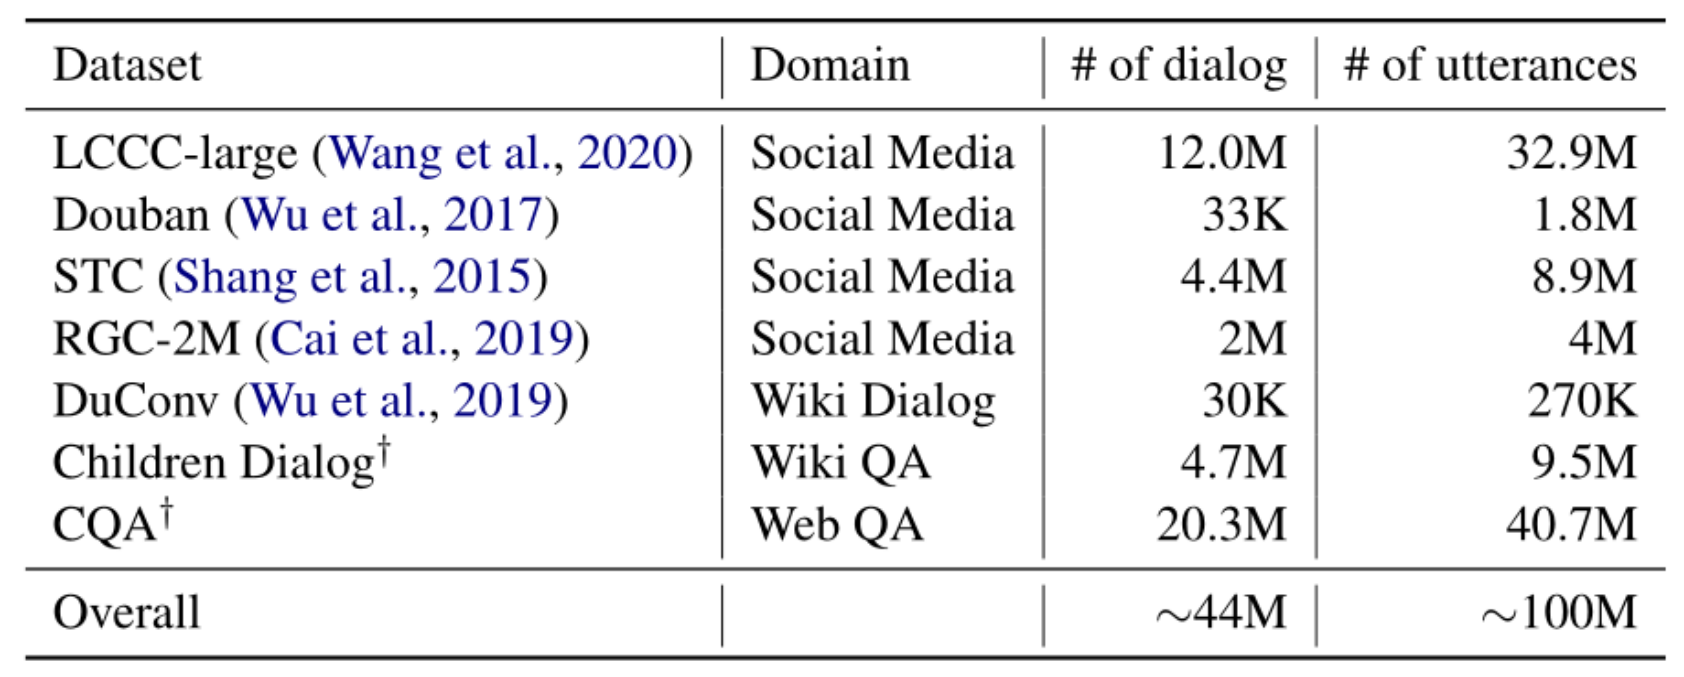 Dataset Domain # of dialog # of utterances
LCCC-large (Wang et al., 2020) Social Media 12.0M 32.9M
Douban (Wu et al., 2017) Social Media 33K 1.8M
STC (Shang et al., 2015) Social Media 4.4M 8.9M
RGC-2M (Cai et al., 2019) Social Media 2M 4M
DuConv (Wu et al., 2019) Wiki Dialog 30K 270K
Children Dialog† Wiki QA 4.7M 9.5M
CQA† Web QA 20.3M 40.7M
Overall ∼44M ∼100M